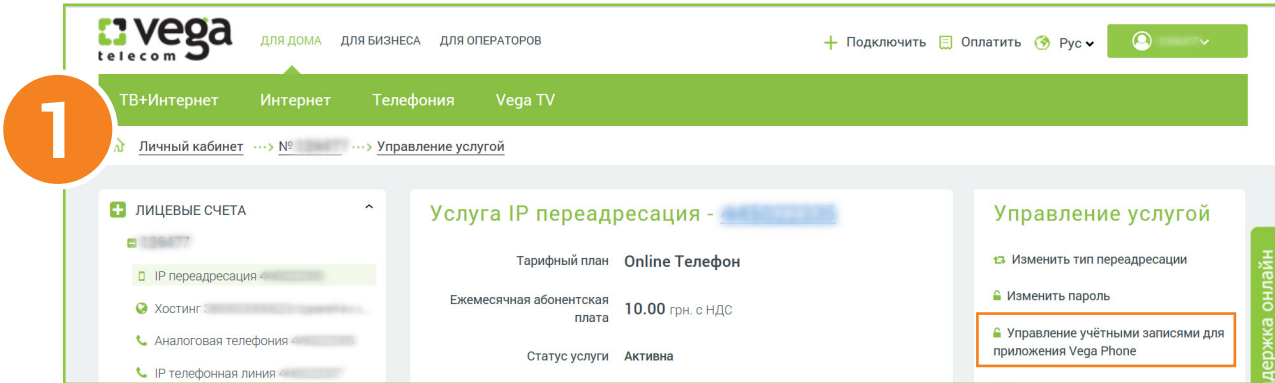 vega
telecom
ДЛЯ ДОМА ДЛЯ БИЗНЕСА ДЛЯ ОПЕРАТОРОВ
Подключить Оплатить Рус
ТВ+Интернет Интернет Телефония Vega TV
1
Личный кабинет № Управление услугой
ЛИЦЕВЫЕ СЧЕТА
IP переадресация
Хостинг
Аналоговая телефония
IP телефонная линия
Услуга IP переадресация -
Тарифный план Online Телефон
Ежемесячная абонентская
плата 10.00 грн. с НДС
Статус услуги Активна
Управление услугой
Изменить тип переадресации
Изменить пароль
Управление учётными записями для
приложения Vega Phone
держка онлайн